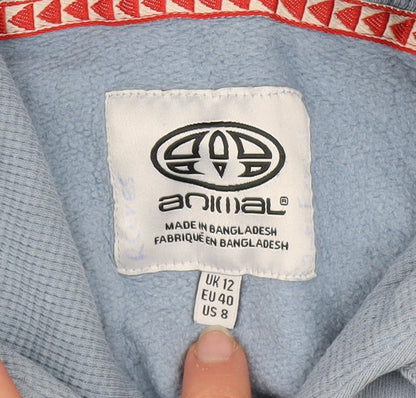 animal®
MADE IN BANGLADESH
FABRIQUÉ EN BANGLADESH
UK 12
EU 40
US 8